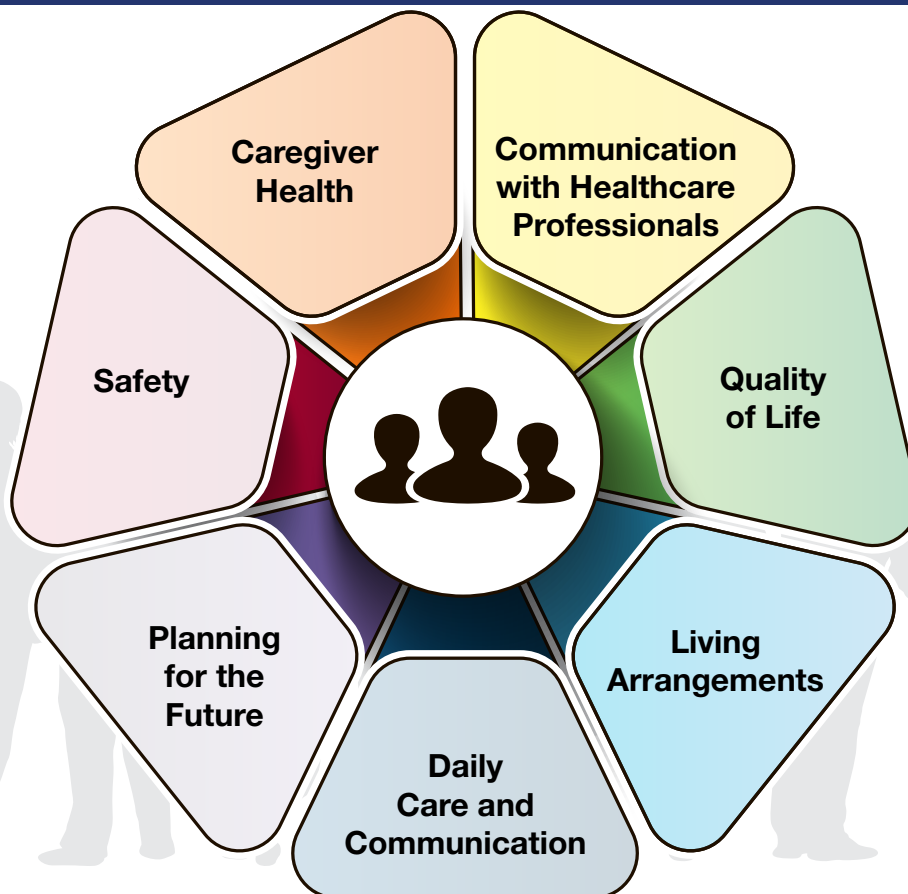 Caregiver
Health
Communication
with Healthcare
Professionals
Safety
Quality
of Life
Planning
for the
Future
Living
Arrangements
Daily
Care and
Communication